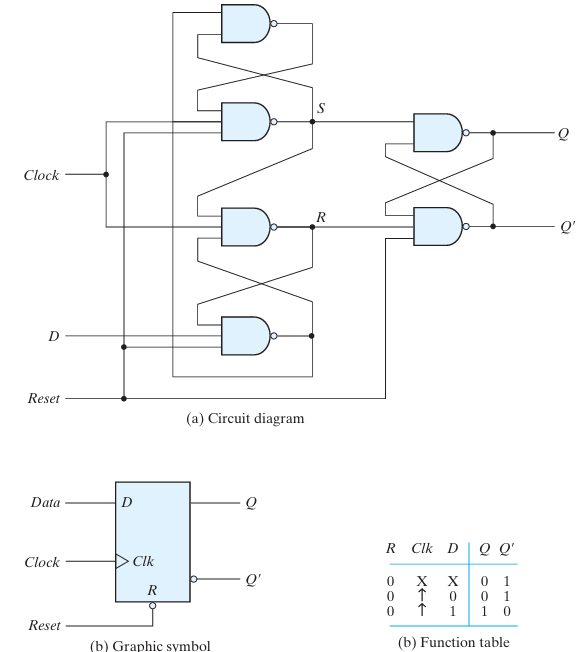 S
Q
Clock
R
Q'
D
Reset
(a) Circuit diagram
Data D Q
Clock Clk
Q'
R
Reset
(b) Graphic symbol
R Clk D Q Q'
0 X X 0 1
0 ↑ 0 0 1
0 ↑ 1 1 0
(b) Function table